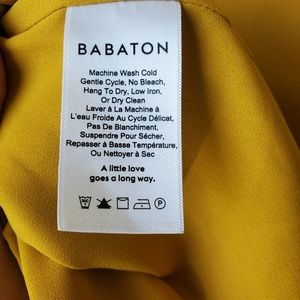 BABATON
Machine Wash Cold
Gentle Cycle, No Bleach,
Hang To Dry, Low Iron,
Or Dry Clean
Laver À La Machine À
L'eau Froide Au Cycle Délicat,
Pas De Blanchiment,
Suspendre Pour Sécher,
Repasser à Basse Température,
Ou Nettoyer à Sec
A little love
goes a long way.
P